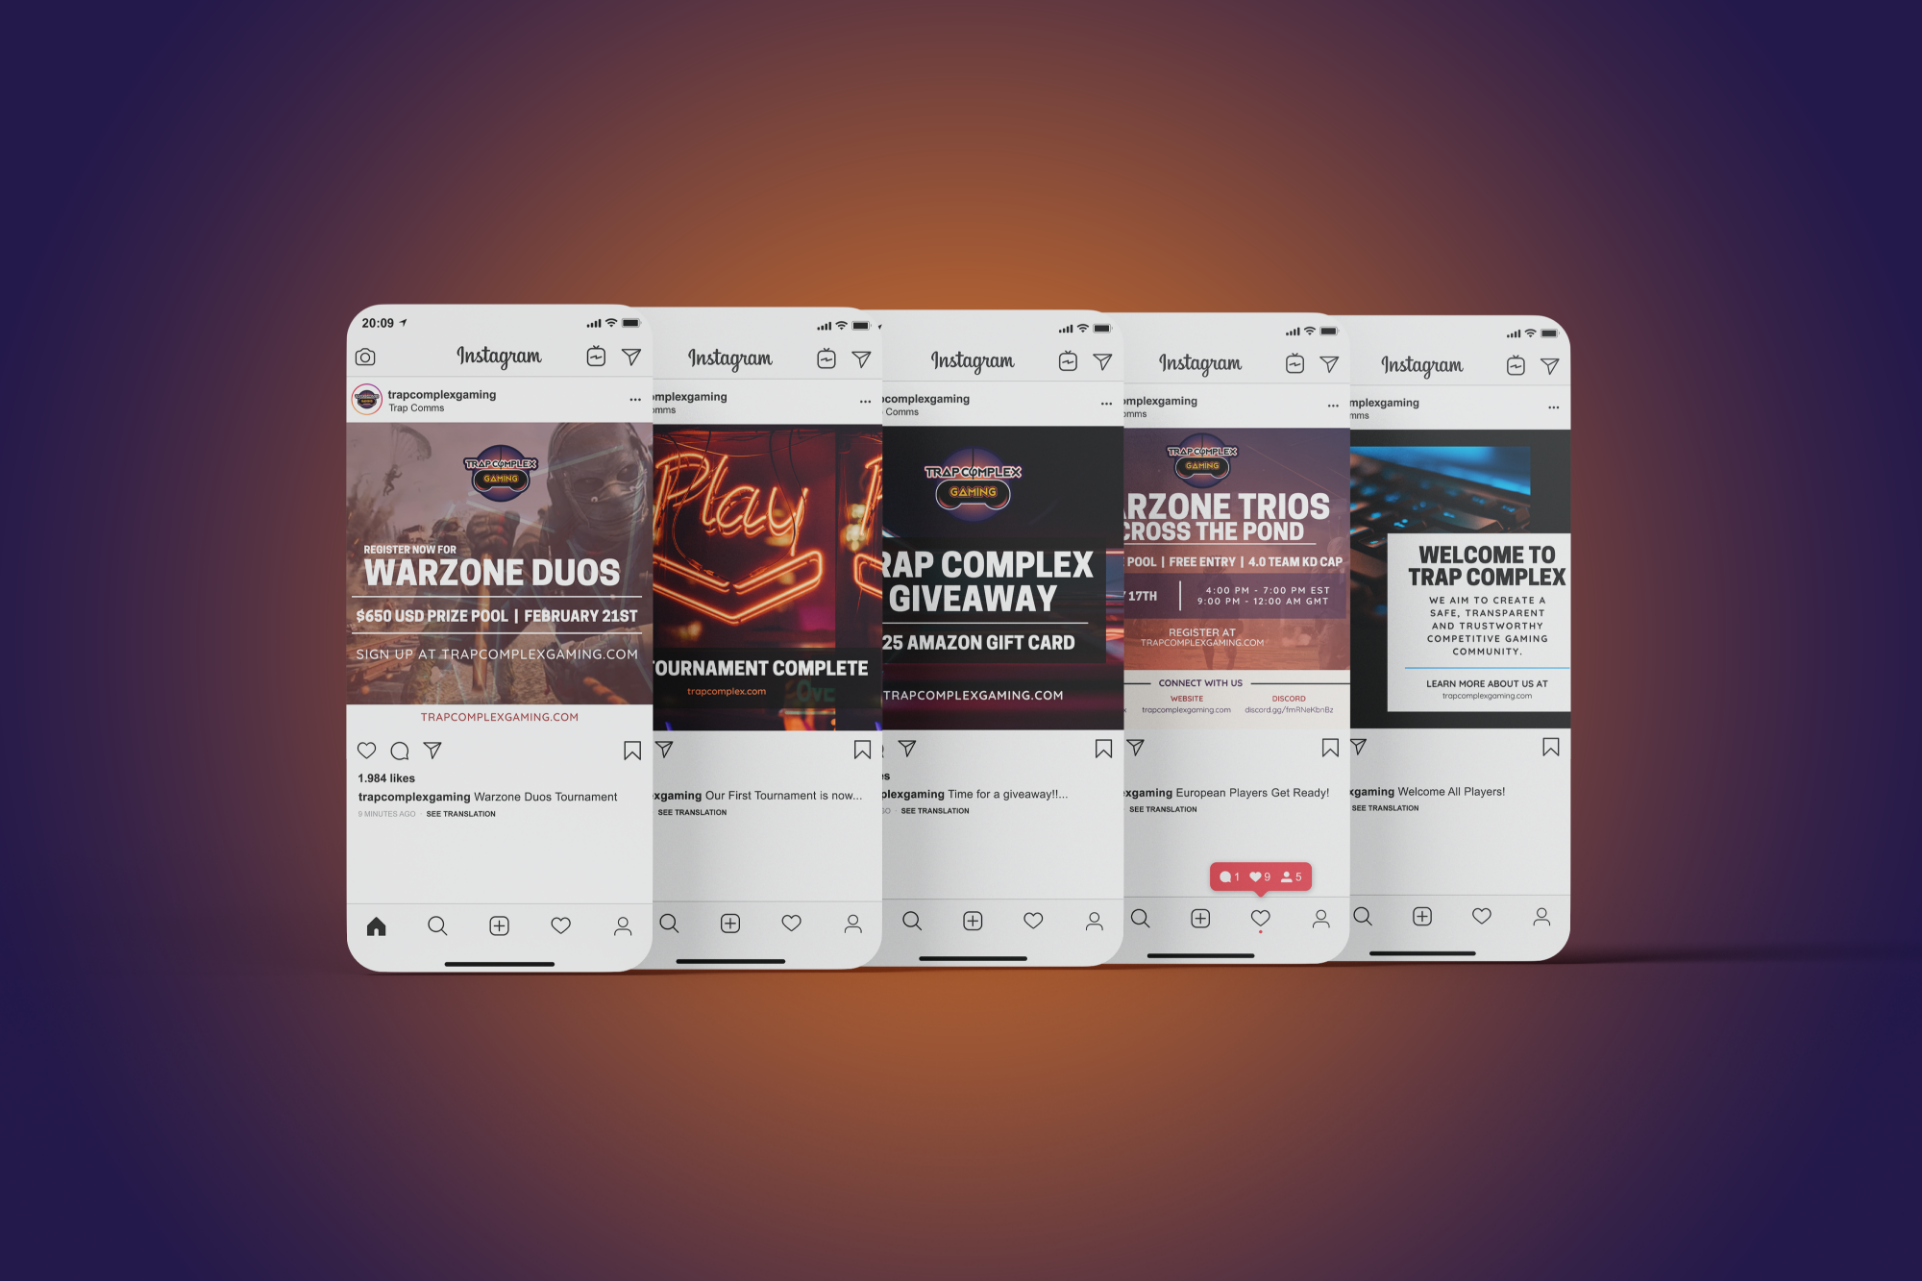 20:09
Instagram
trapcomplexgaming
Trap Comms
TRAP COMPLEX
GAMING
REGISTER NOW FOR
WARZONE DUOS
$650 USD PRIZE POOL | FEBRUARY 21ST
SIGN UP AT TRAPCOMPLEXGAMING.COM
TRAPCOMPLEXGAMING.COM
1.984 likes
trapcomplexgaming Warzone Duos Tournament
9 MINUTES AGO · SEE TRANSLATION
Instagram
mplexgaming
omms
Play
OURNAMENT COMPLETE
trapcomplex.com
xgaming Our First Tournament is now...
SEE TRANSLATION
Instagram
complexgaming
Comms
TRAP COMPLEX
GAMING
RAP COMPLEX
GIVEAWAY
25 AMAZON GIFT CARD
TRAPCOMPLEXGAMING.COM
es
plexgaming Time for a giveaway!!...
GO · SEE TRANSLATION
Instagram
mplexgaming
omms
TRAP COMPLEX
GAMING
ARZONE TRIOS
CROSS THE POND
POOL | FREE ENTRY | 4.0 TEAM KD CAP
17TH
4:00 PM - 7:00 PM EST
9:00 PM - 12:00 AM GMT
REGISTER AT
TRAPCOMPLEXGAMING.COM
CONNECT WITH US
WEBSITE
trapcomplexgaming.com
DISCORD
discord.gg/fmRNeKbnBz
xgaming European Players Get Ready!
SEE TRANSLATION
1 9 5
Instagram
mplexgaming
mms
WELCOME TO
TRAP COMPLEX
WE AIM TO CREATE A
SAFE, TRANSPARENT
AND TRUSTWORTHY
COMPETITIVE GAMING
COMMUNITY.
LEARN MORE ABOUT US AT
trapcomplexgaming.com
xgaming Welcome All Players!
SEE TRANSLATION